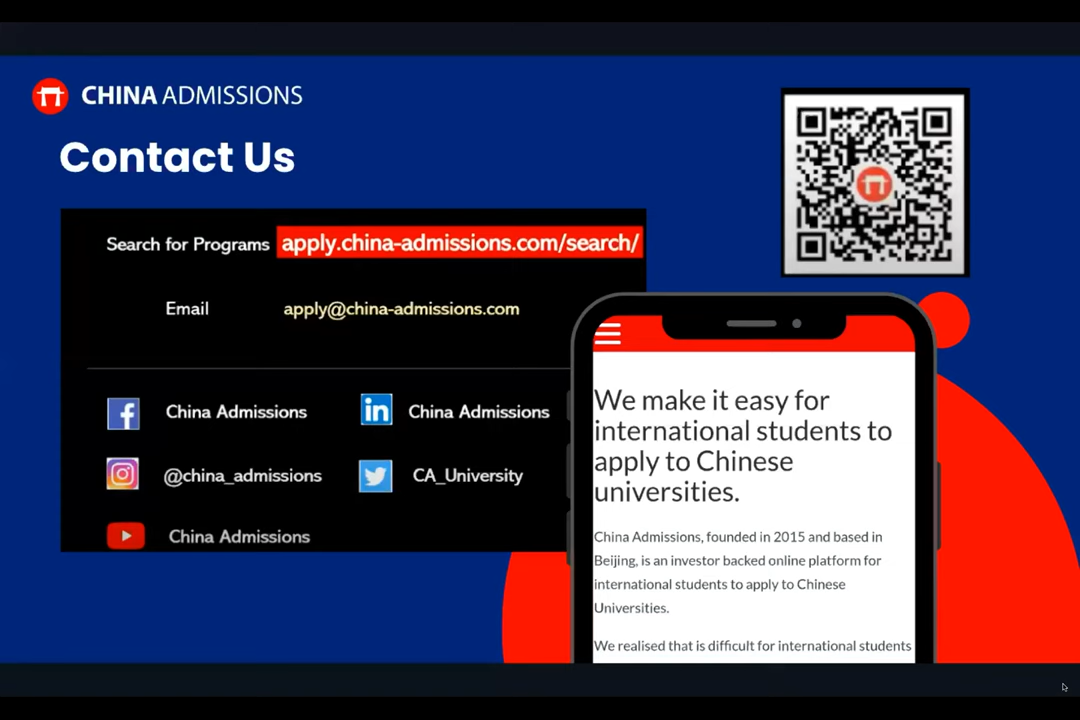 CHINA ADMISSIONS
Contact Us
Search for Programs apply.china-admissions.com/search/
Email apply@china-admissions.com
China Admissions
China Admissions
@china_admissions
CA_University
China Admissions
We make it easy for
international students to
apply to Chinese
universities.
China Admissions, founded in 2015 and based in
Beijing, is an investor backed online platform for
international students to apply to Chinese
Universities.
We realised that is difficult for international students